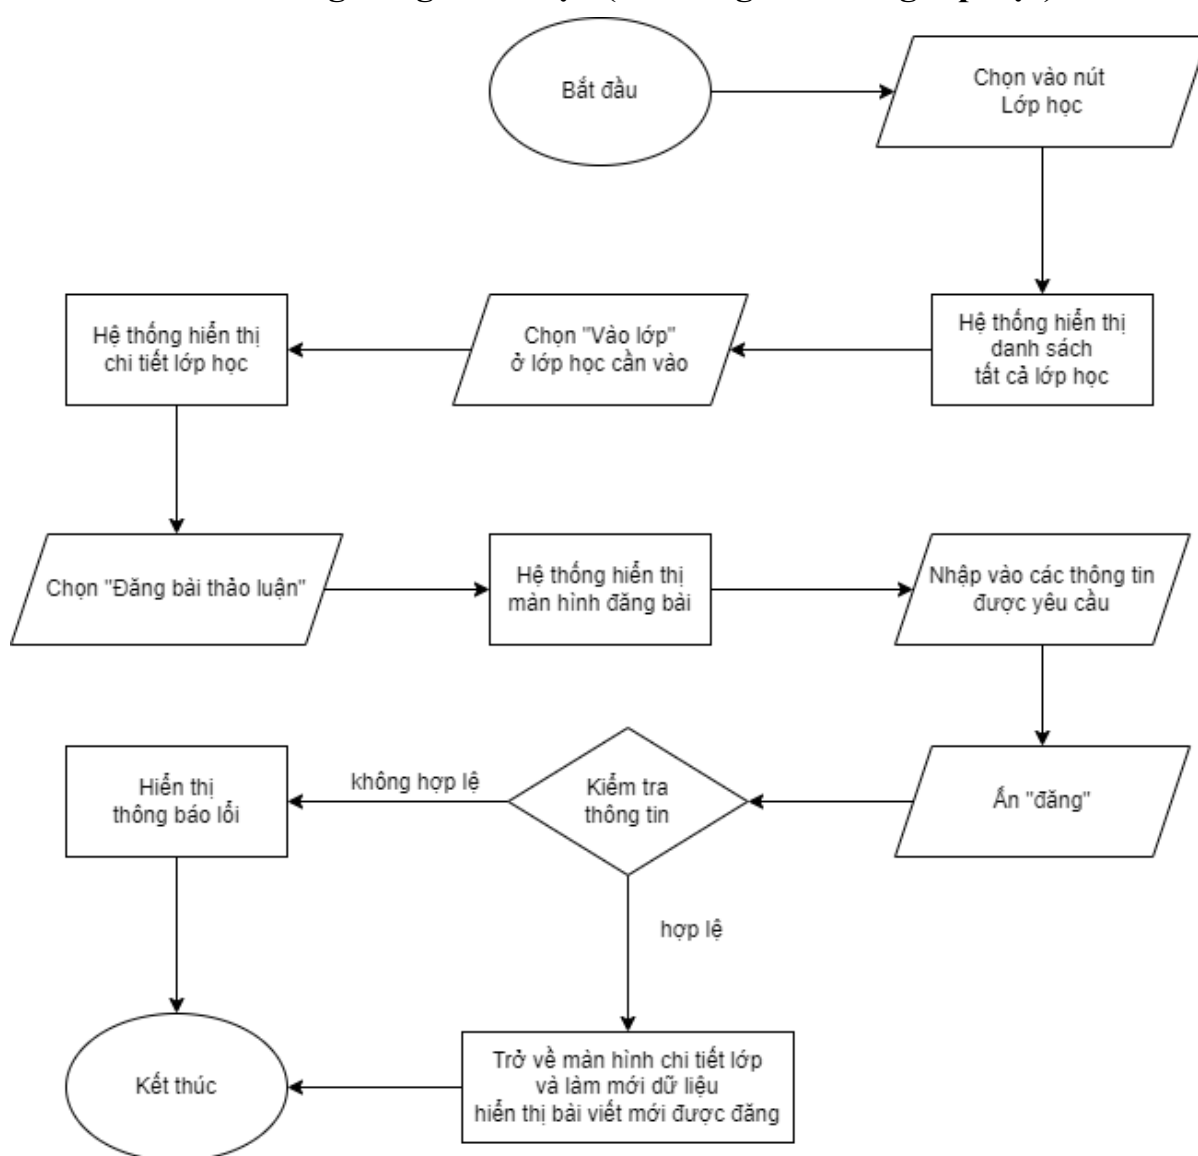 Bắt đầu
Chọn vào nút
Lớp học
Hệ thống hiển thị
danh sách
tất cả lớp học
Chọn "Vào lớp"
ở lớp học cần vào
Hệ thống hiển thị
chi tiết lớp học
Chọn "Đăng bài thảo luận"
Hệ thống hiển thị
màn hình đăng bài
Nhập vào các thông tin
được yêu cầu
Ấn "đăng"
Kiểm tra
thông tin
không hợp lệ
Hiển thị
thông báo lỗi
hợp lệ
Trở về màn hình chi tiết lớp
và làm mới dữ liệu
hiển thị bài viết mới được đăng
Kết thúc